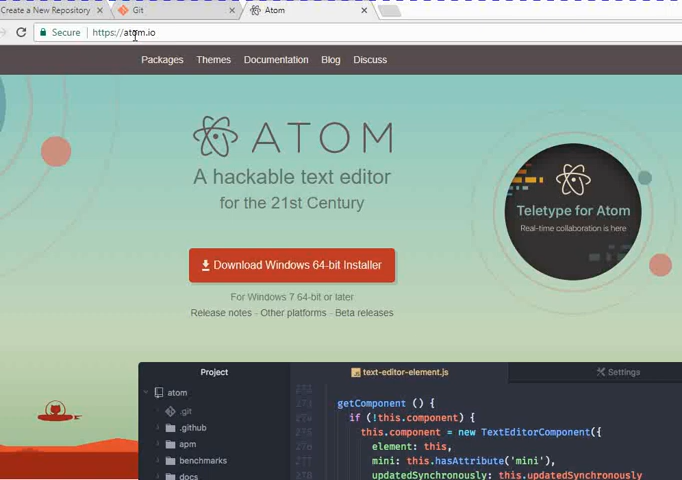 Create a New Repository
Git
Atom
Secure
https://atom.io
Packages Themes Documentation Blog Discuss
ATOM
A hackable text editor
for the 21st Century
Download Windows 64-bit Installer
For Windows 7 64-bit or later
Release notes - Other platforms - Beta releases
Teletype for Atom
Real-time collaboration is here
Project
text-editor-element.js
Settings
atom
.git
.github
apm
benchmarks
docs
getComponent () {
if (!this.component) {
this.component = new TextEditorComponent({
element: this,
mini: this.hasAttribute('mini'),
updatedSynchronously: this.updatedSynchronously